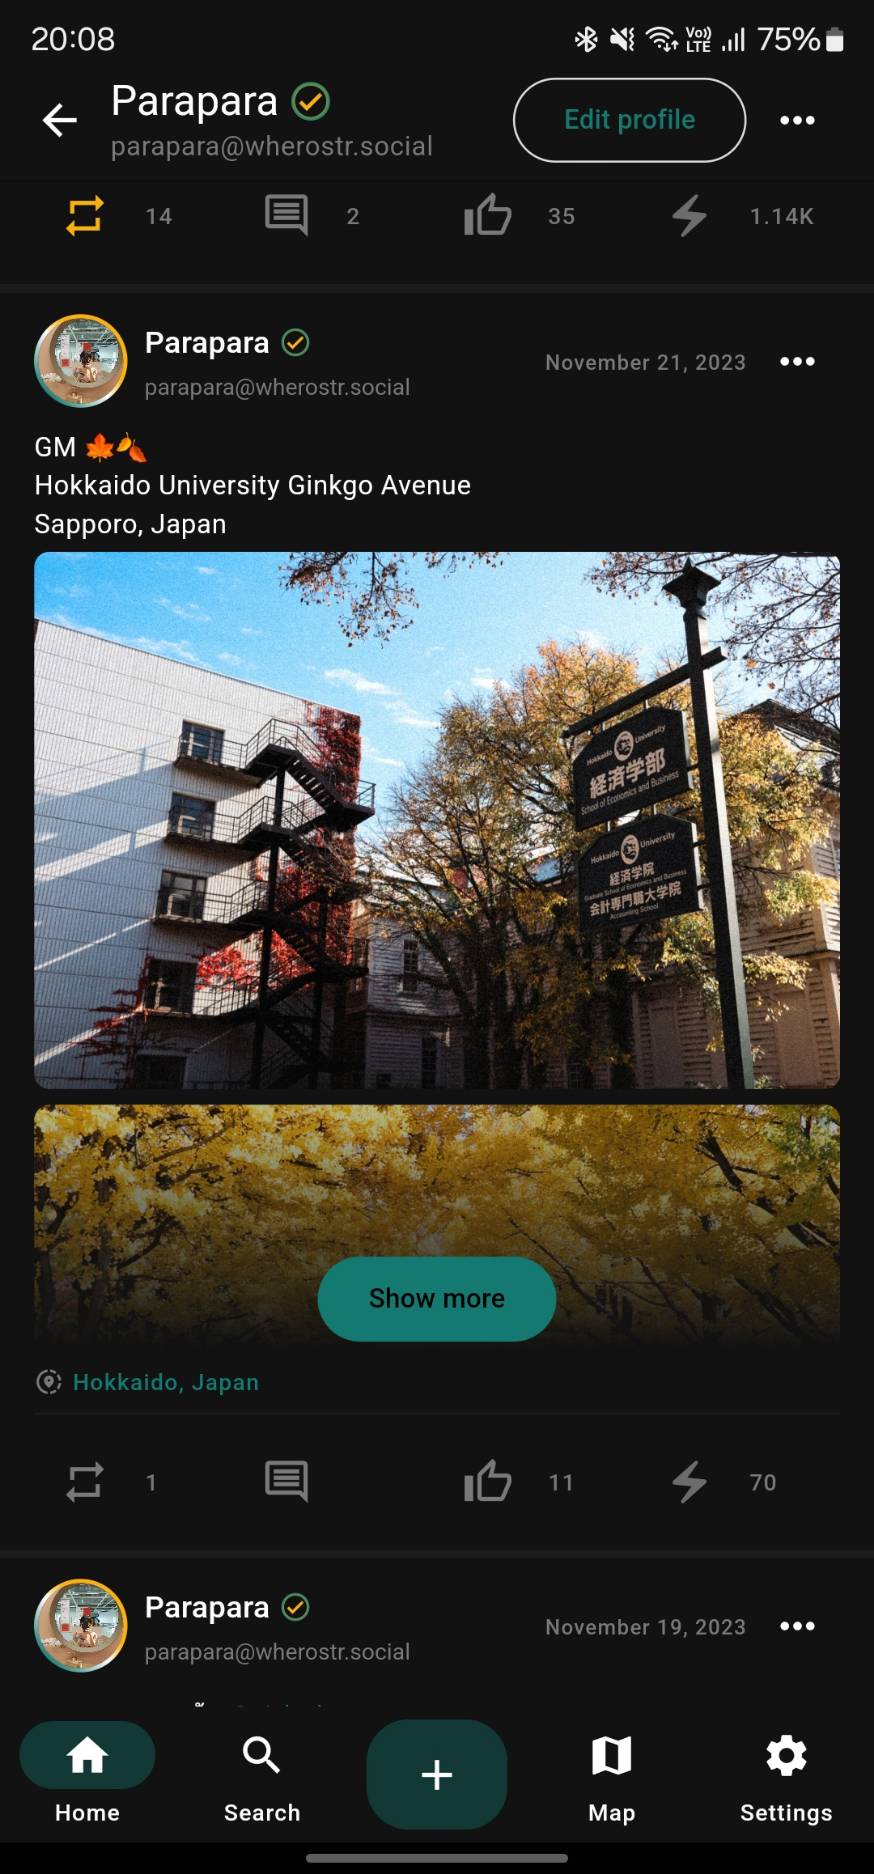 20:08
Vo))
LTE
75%
Parapara
parapara@wherostr.social
Edit profile
14
2
35
1.14K
Parapara
November 21, 2023
parapara@wherostr.social
GM 🍁🍂
Hokkaido University Ginkgo Avenue
Sapporo, Japan
Hokkaido University
経済学部
School of Economics and Business
Hokkaido University
経済学院
Graduate School of Economics and Business
会計専門職大学院
Accounting School
Show more
Hokkaido, Japan
1
11
70
Parapara
November 19, 2023
parapara@wherostr.social
Home
Search
Map
Settings